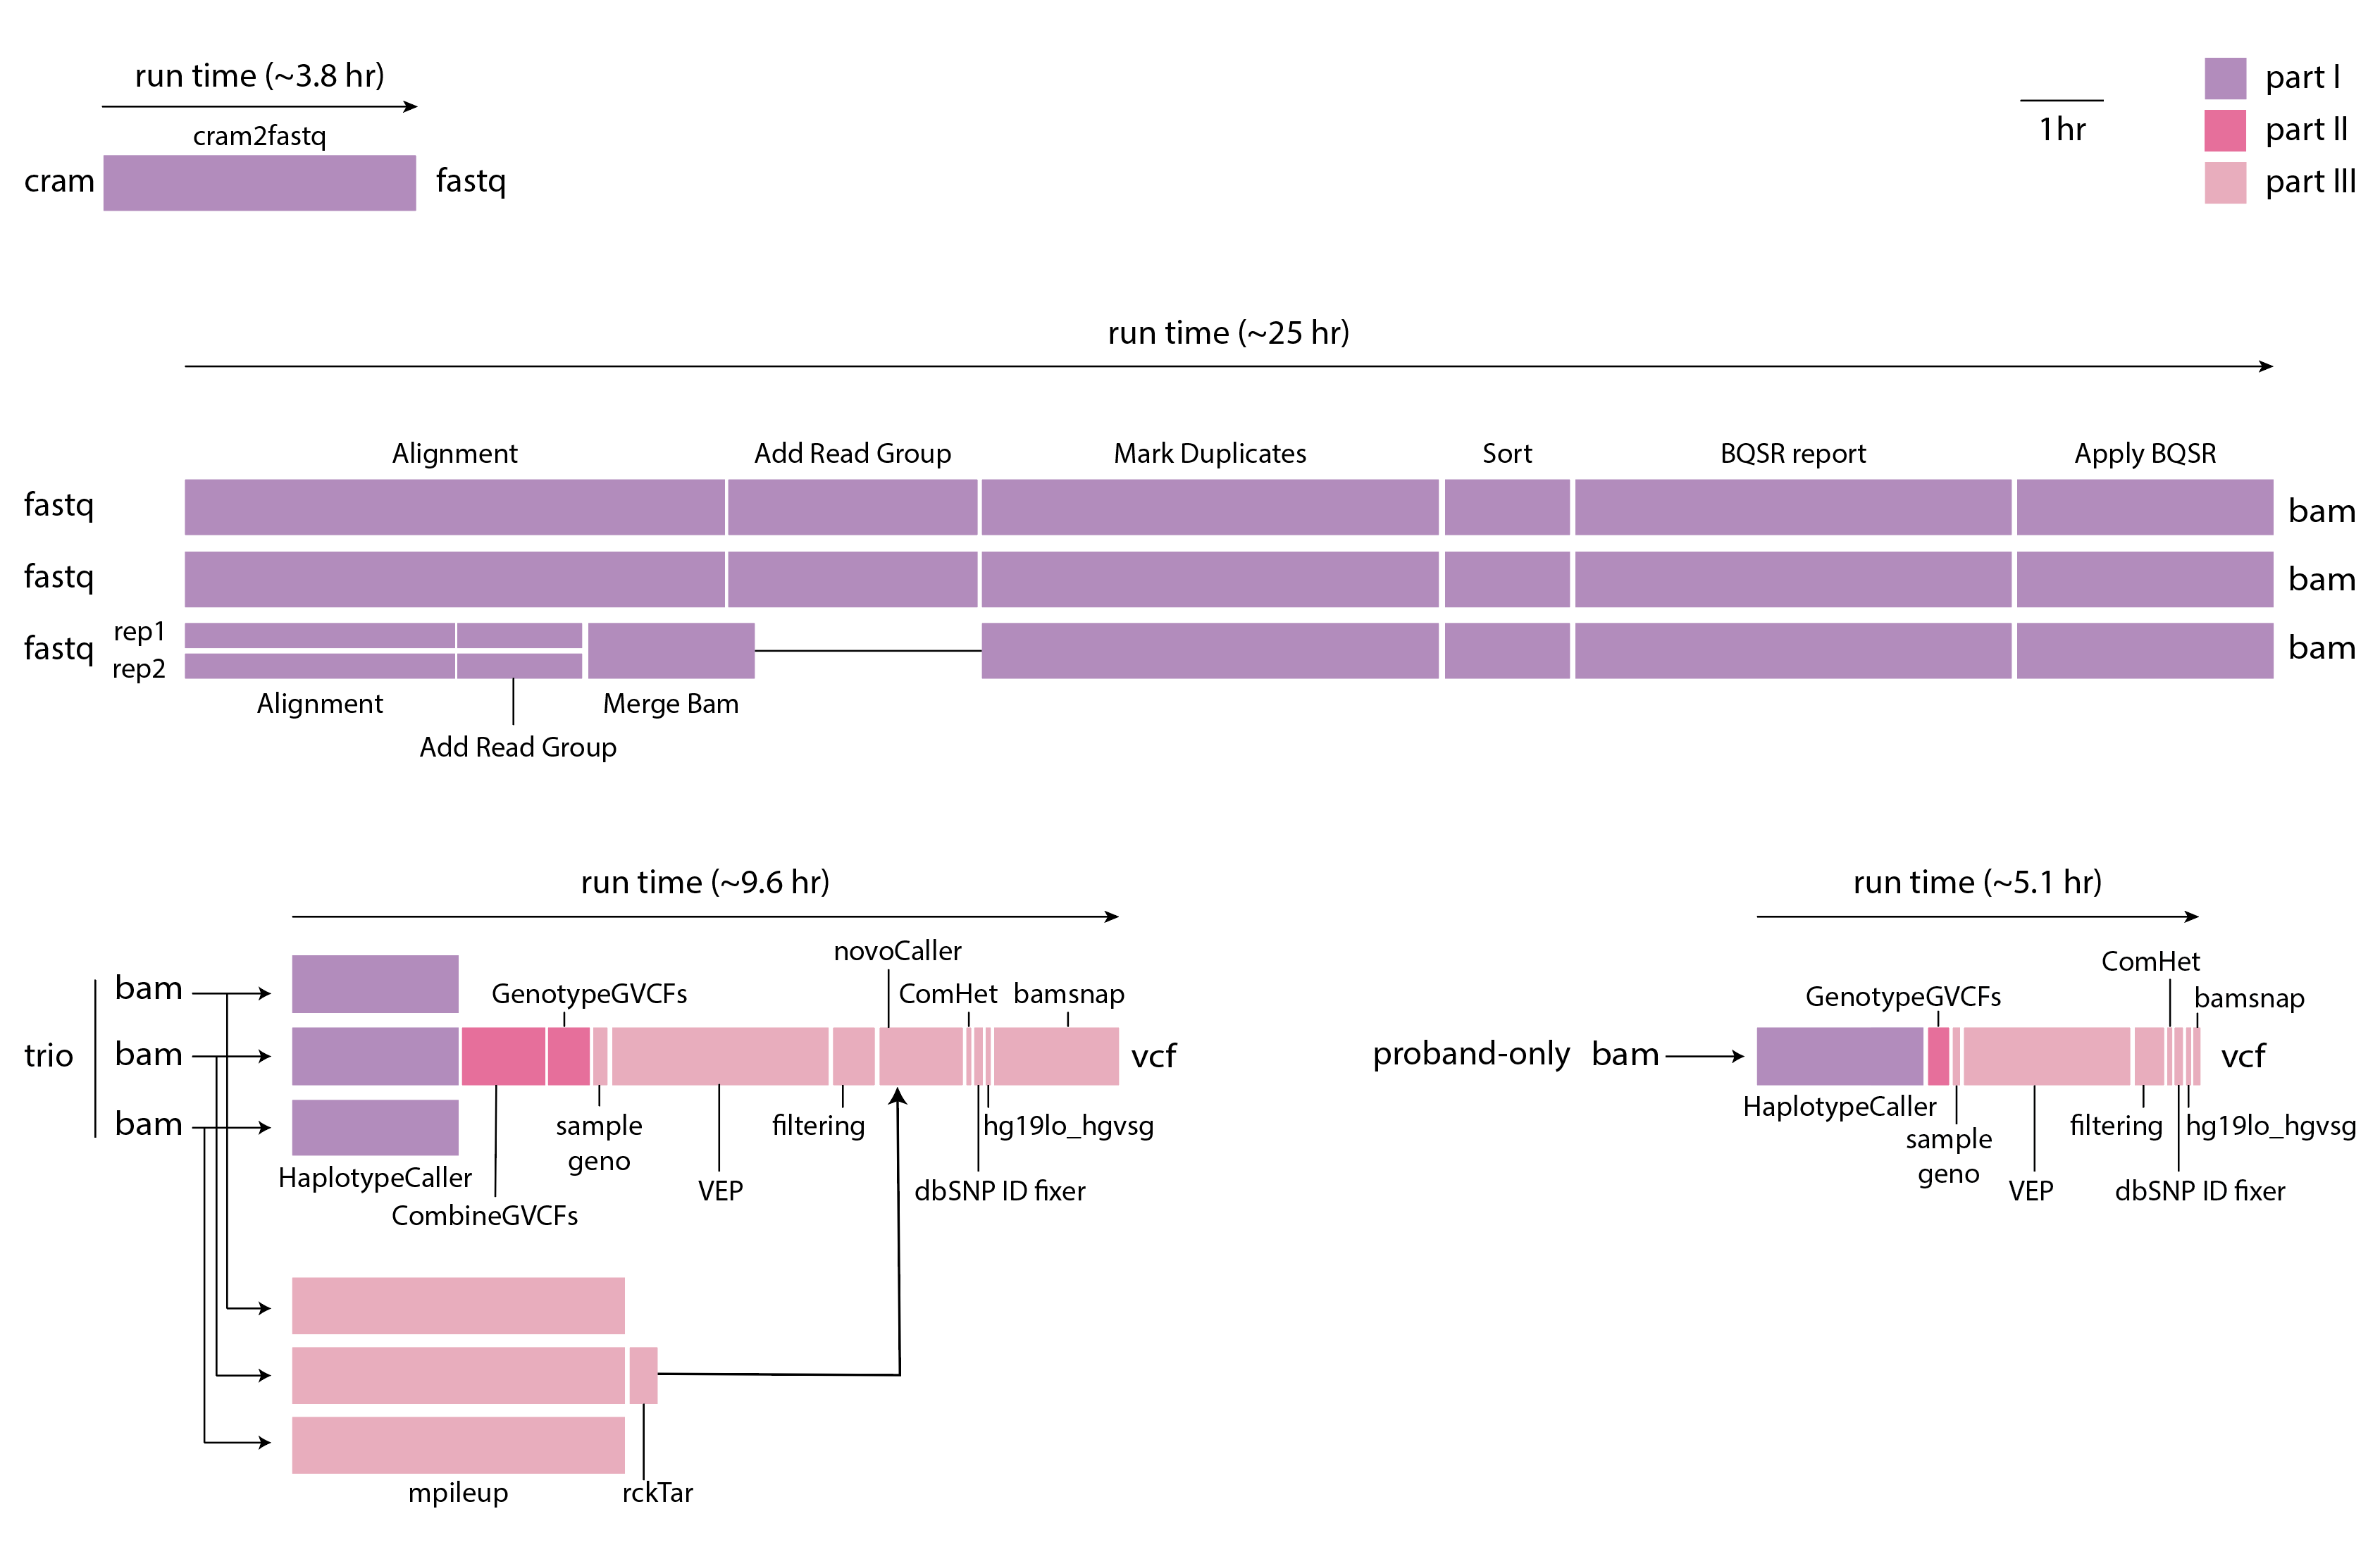 run time (~3.8 hr)
cram2fastq
cram
fastq
1hr
part I
part II
part III
run time (~25 hr)
Alignment
Add Read Group
Mark Duplicates
Sort
BQSR report
Apply BQSR
fastq
bam
fastq
bam
fastq
rep1
rep2
bam
Alignment
Merge Bam
Add Read Group
run time (~9.6 hr)
novoCaller
GenotypeGVCFs
ComHet
bamsnap
trio
bam
bam
bam
vcf
sample
geno
filtering
hg19lo_hgvsg
HaplotypeCaller
VEP
dbSNP ID fixer
CombineGVCFs
mpileup
rckTar
run time (~5.1 hr)
ComHet
GenotypeGVCFs
bamsnap
proband-only
bam
vcf
HaplotypeCaller
sample
geno
filtering
hg19lo_hgvsg
VEP
dbSNP ID fixer